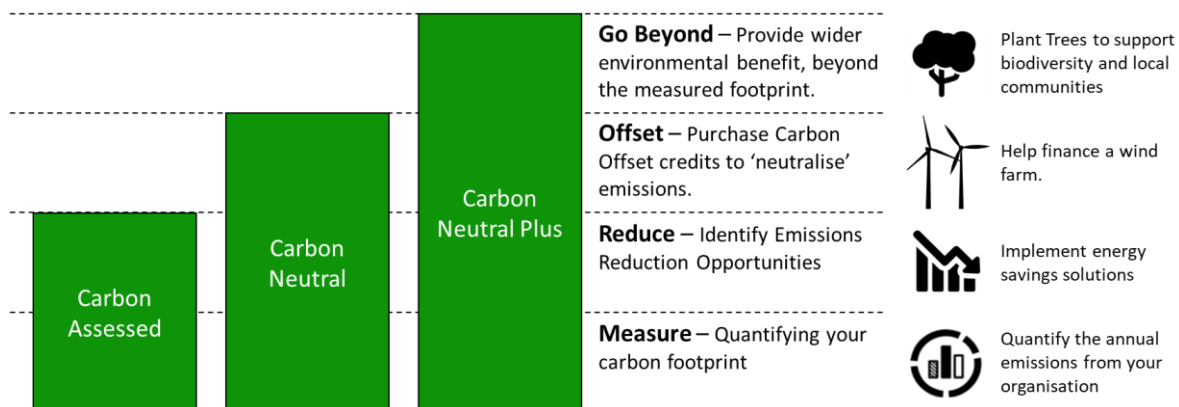 Carbon
Assessed
Carbon
Neutral
Carbon
Neutral Plus
Go Beyond – Provide wider
environmental benefit, beyond
the measured footprint.
Offset – Purchase Carbon
Offset credits to ‘neutralise’
emissions.
Reduce – Identify Emissions
Reduction Opportunities
Measure – Quantifying your
carbon footprint
Plant Trees to support
biodiversity and local
communities
Help finance a wind
farm.
Implement energy
savings solutions
Quantify the annual
emissions from your
organisation